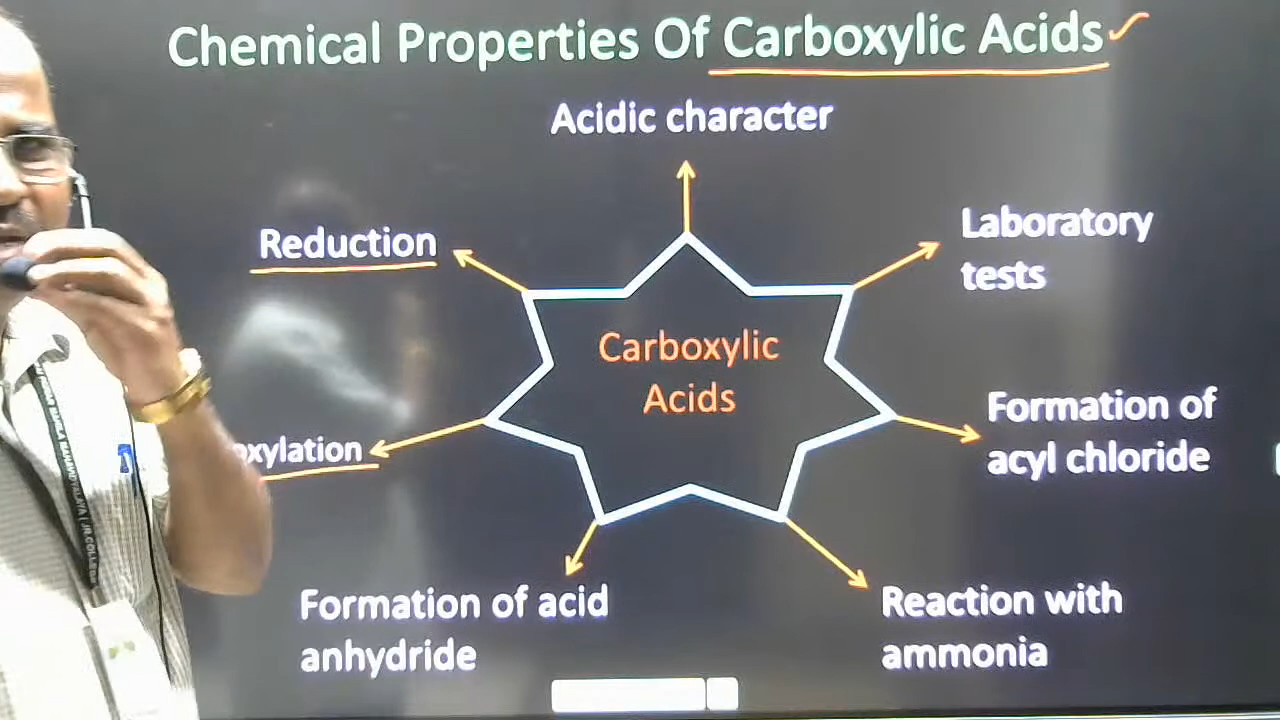 Chemical Properties Of Carboxylic Acids
Acidic character
Reduction
Laboratory
tests
Carboxylic
Acids
Formation of
acyl chloride
oxylation
Formation of acid
anhydride
Reaction with
ammonia